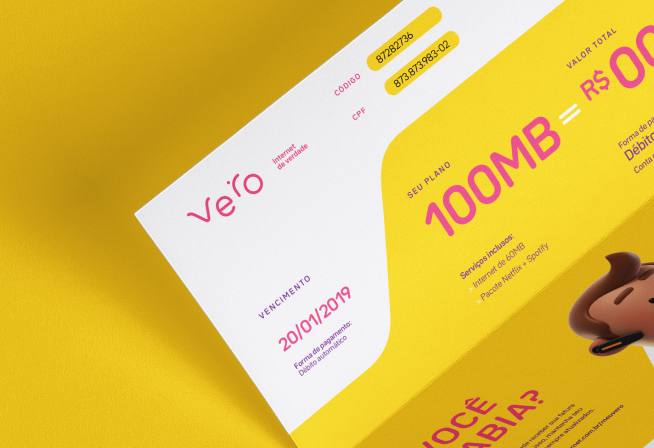 CÓDIGO
87282736
CPF
873.873.983-02
vero
internet
de verdade
VENCIMENTO
20/01/2019
Forma de pagamento:
Débito automático
SEU PLANO
100MB =
VALOR TOTAL
R$00
Forma de pa
Débito
Conta
Serviços inclusos:
Internet de 60MB
Pacote Netflix + Spotify
VOCÊ
ABIA?